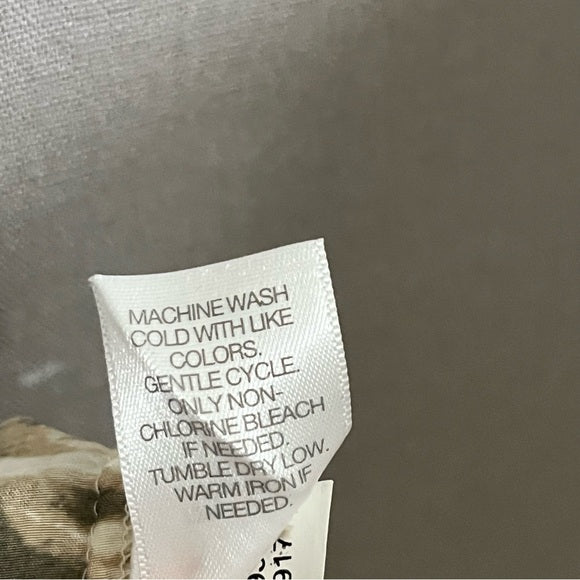 MACHINE WASH
COLD WITH LIKE
COLORS.
GENTLE CYCLE.
ONLY NON-
CHLORINE BLEACH
IF NEEDED.
TUMBLE DRY LOW.
WARM IRON IF
NEEDED.
917